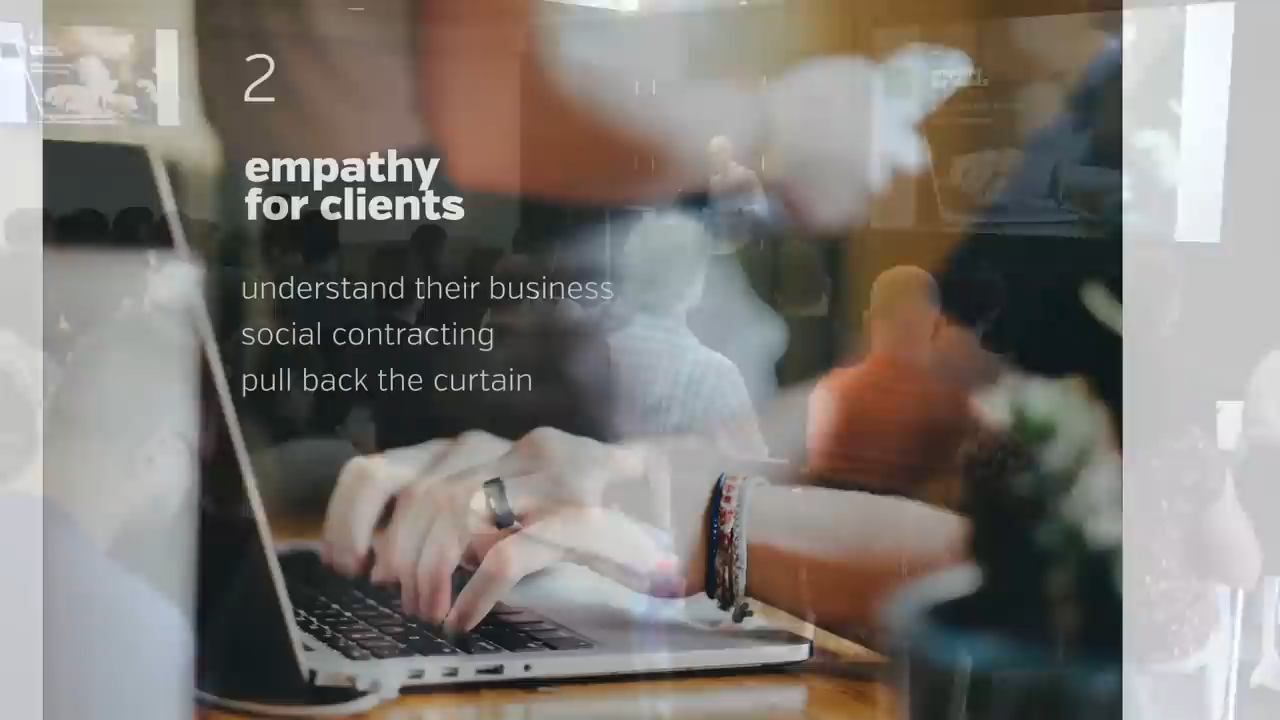 2
empathy
for clients
understand their business
social contracting
pull back the curtain